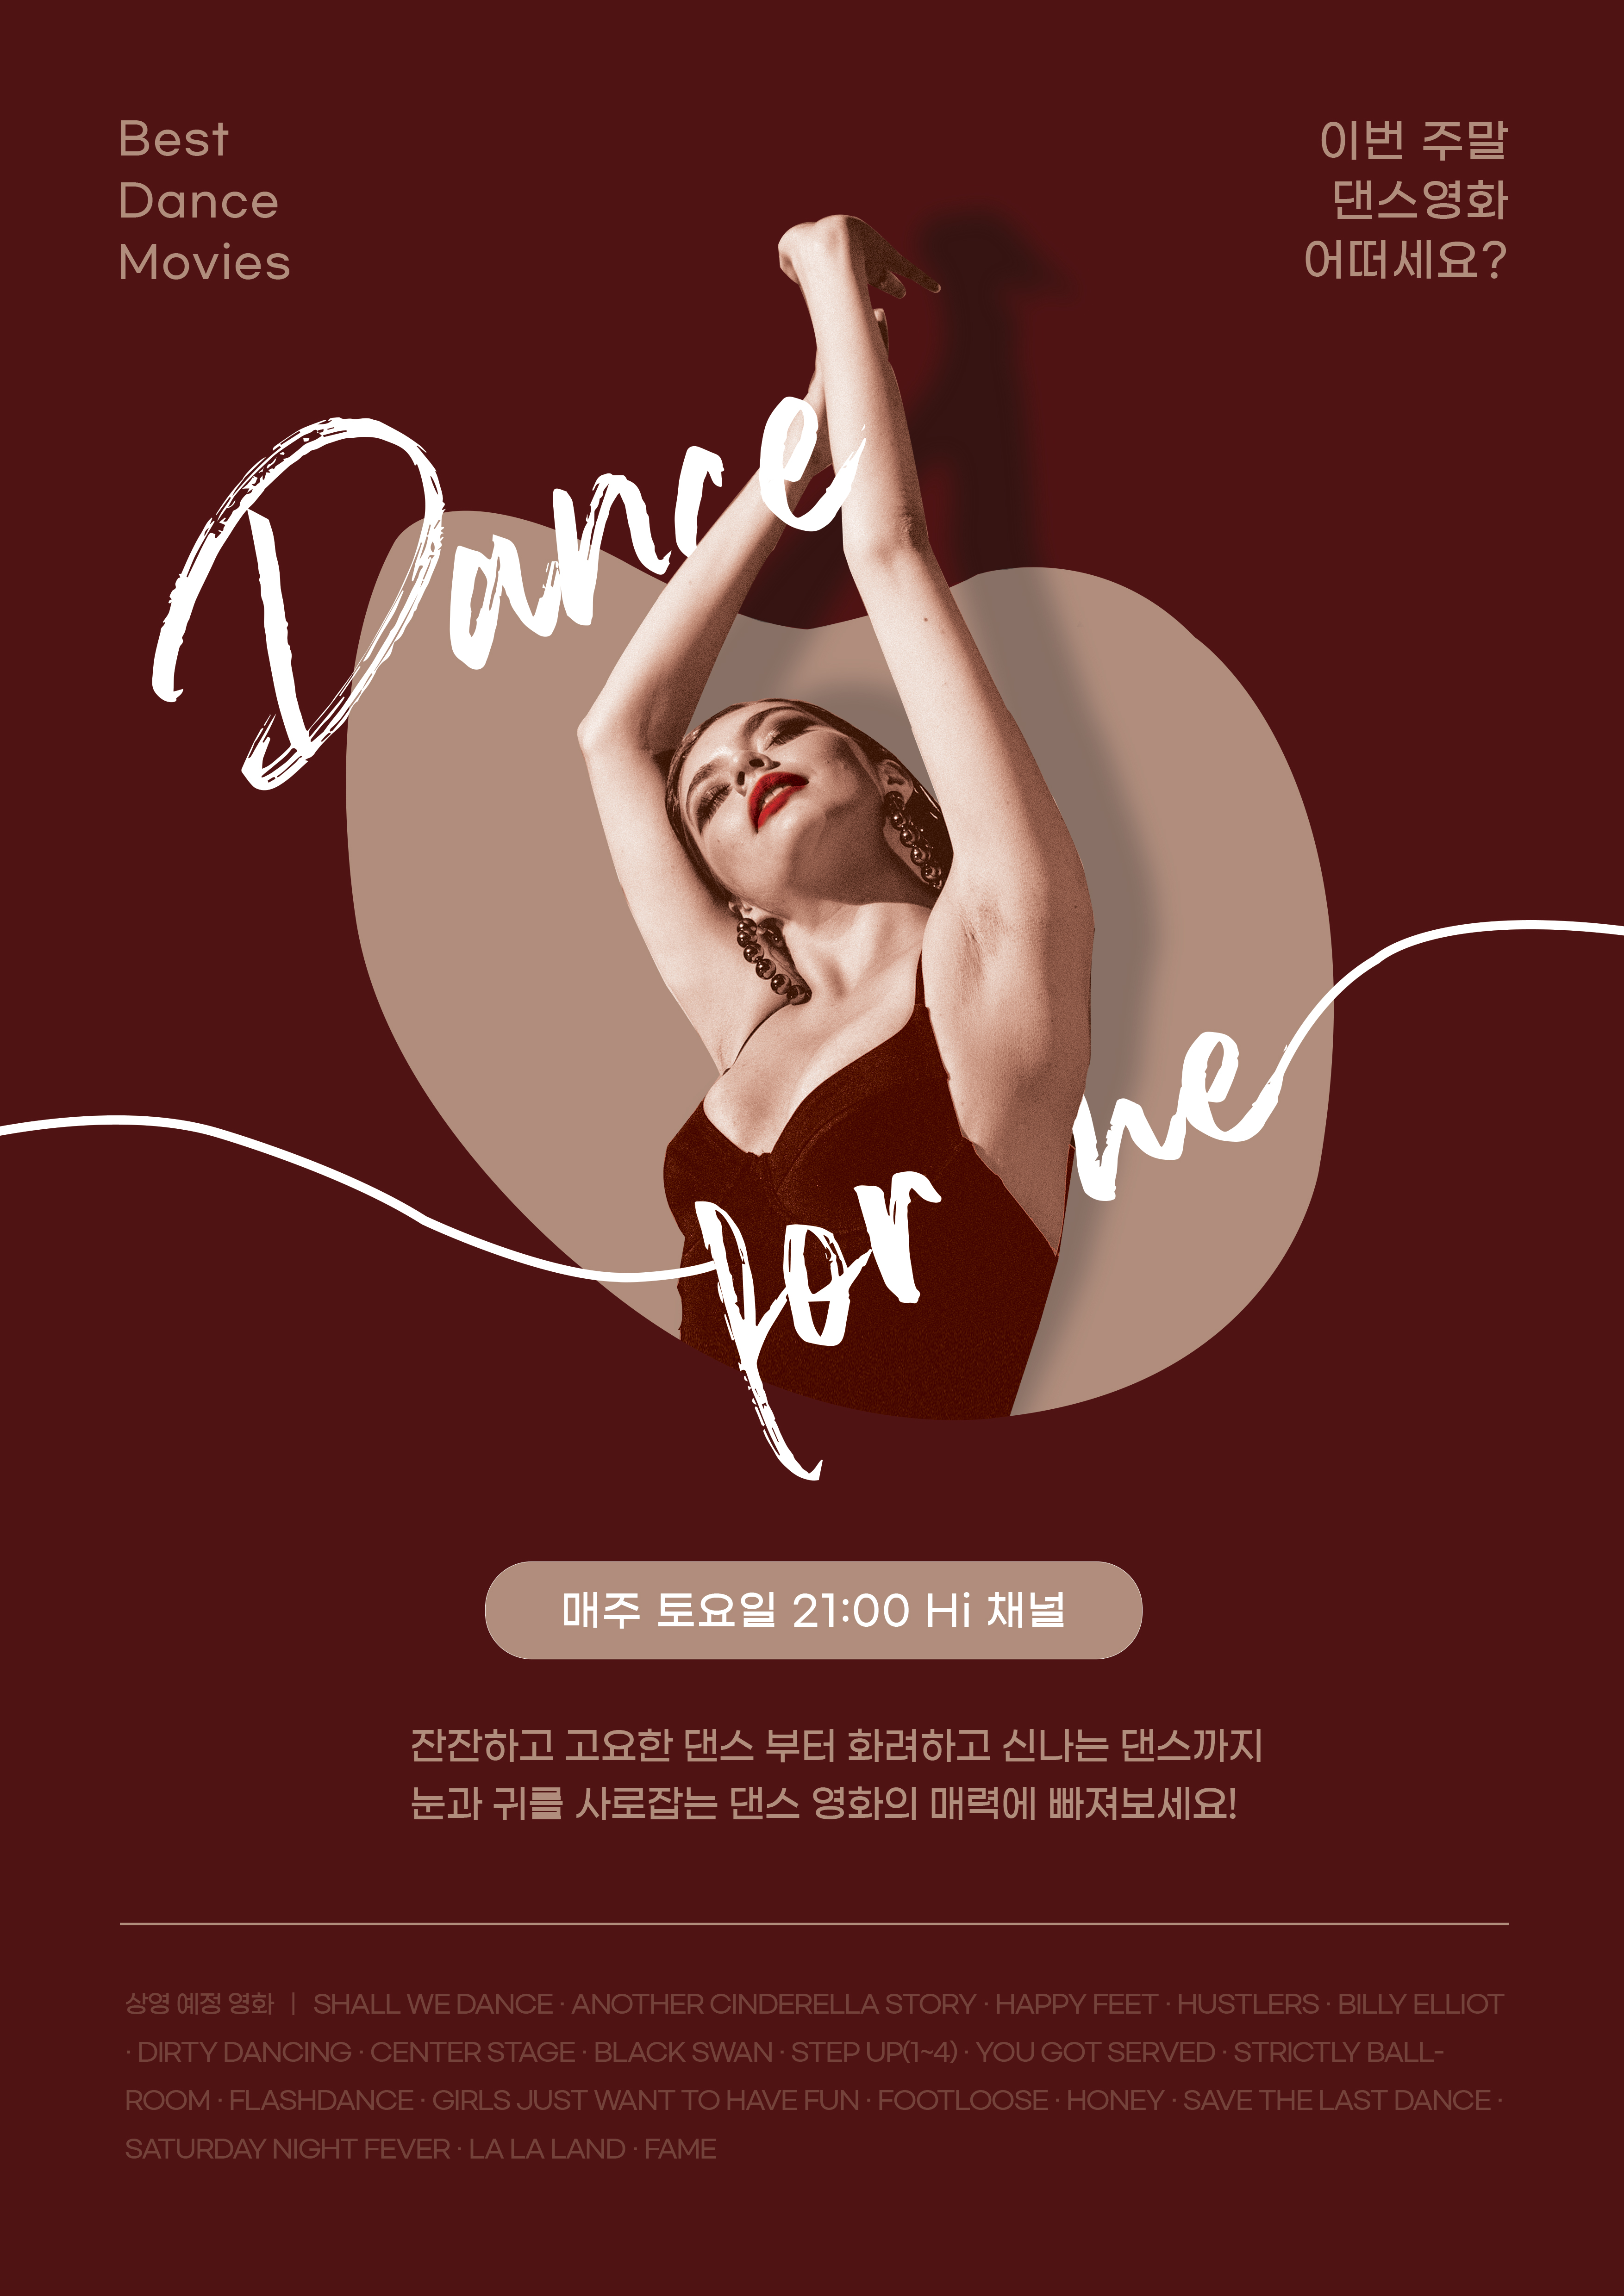 Best
Dance
Movies
이번 주말
댄스영화
어떠세요?
Dance
for me
매주 토요일 21:00 Hi 채널
잔잔하고 고요한 댄스 부터 화려하고 신나는 댄스까지
눈과 귀를 사로잡는 댄스 영화의 매력에 빠져보세요!
상영 예정 영화 | SHALL WE DANCE · ANOTHER CINDERELLA STORY · HAPPY FEET · HUSTLERS · BILLY ELLIOT
· DIRTY DANCING · CENTER STAGE · BLACK SWAN · STEP UP(1~4) · YOU GOT SERVED · STRICTLY BALL-
ROOM · FLASHDANCE · GIRLS JUST WANT TO HAVE FUN · FOOTLOOSE · HONEY · SAVE THE LAST DANCE ·
SATURDAY NIGHT FEVER · LA LA LAND · FAME